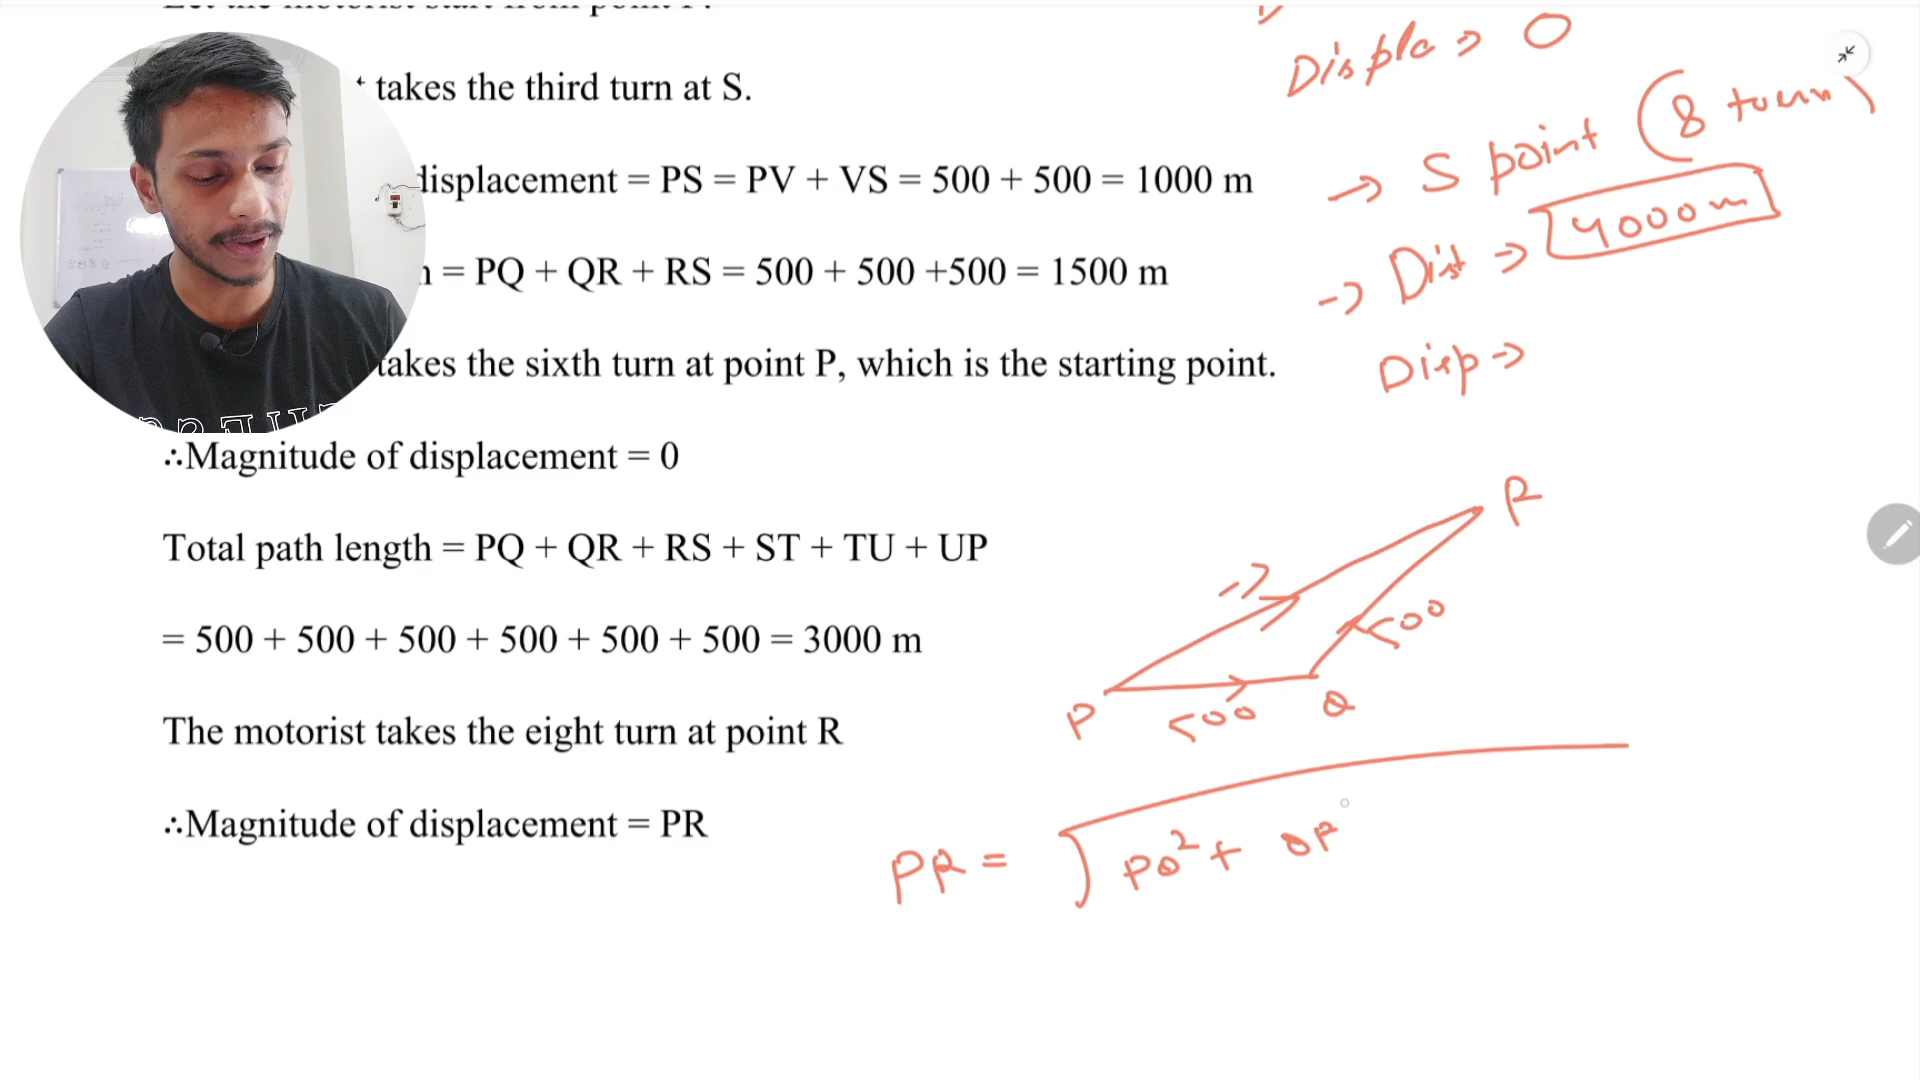 takes the third turn at S.
displacement = PS = PV + VS = 500 + 500 = 1000 m
= PQ + QR + RS = 500 + 500 +500 = 1500 m
takes the sixth turn at point P, which is the starting point.
∴Magnitude of displacement = 0
Total path length = PQ + QR + RS + ST + TU + UP
= 500 + 500 + 500 + 500 + 500 + 500 = 3000 m
The motorist takes the eight turn at point R
∴Magnitude of displacement = PR
Displc → 0
→ S point (8 turn)
→ Dist → 4000 m
Disp →
R
500
P 500 Q
PR = √ PQ² + QR